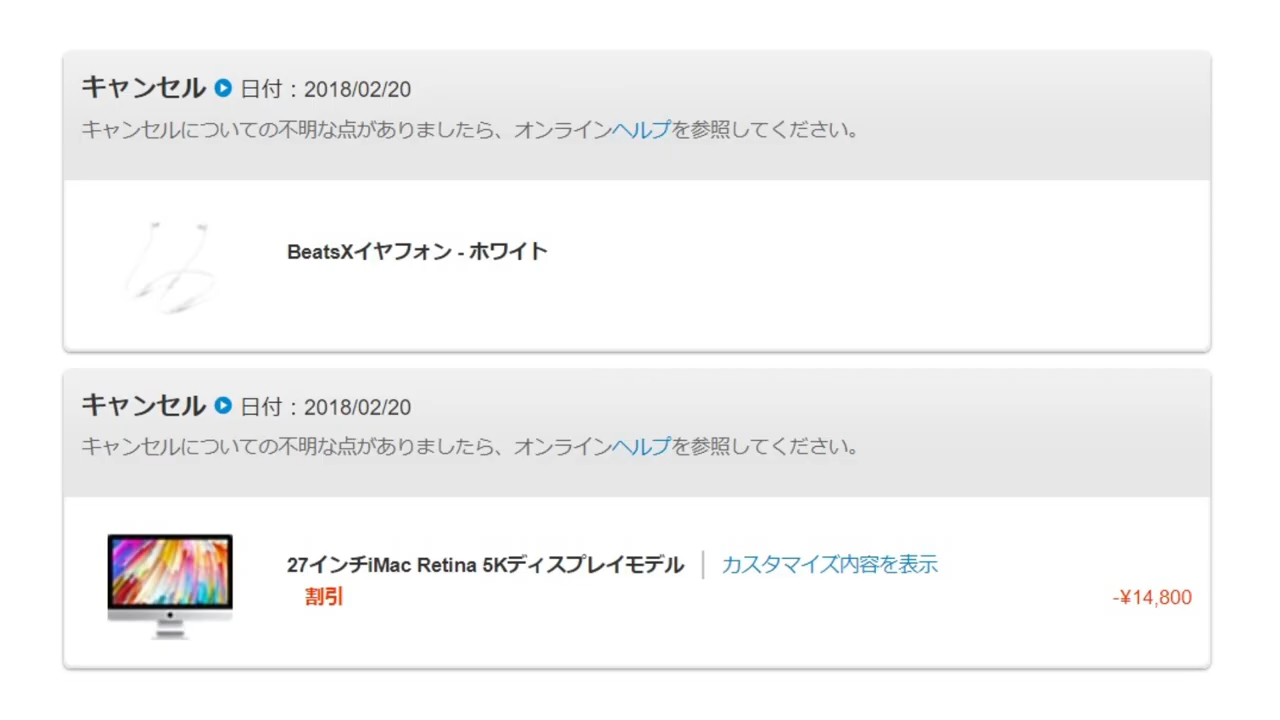 キャンセル 日付：2018/02/20
キャンセルについての不明な点がありましたら、オンラインヘルプを参照してください。
BeatsXイヤフォン - ホワイト
キャンセル 日付：2018/02/20
キャンセルについての不明な点がありましたら、オンラインヘルプを参照してください。
27インチiMac Retina 5Kディスプレイモデル | カスタマイズ内容を表示
割引 -¥14,800